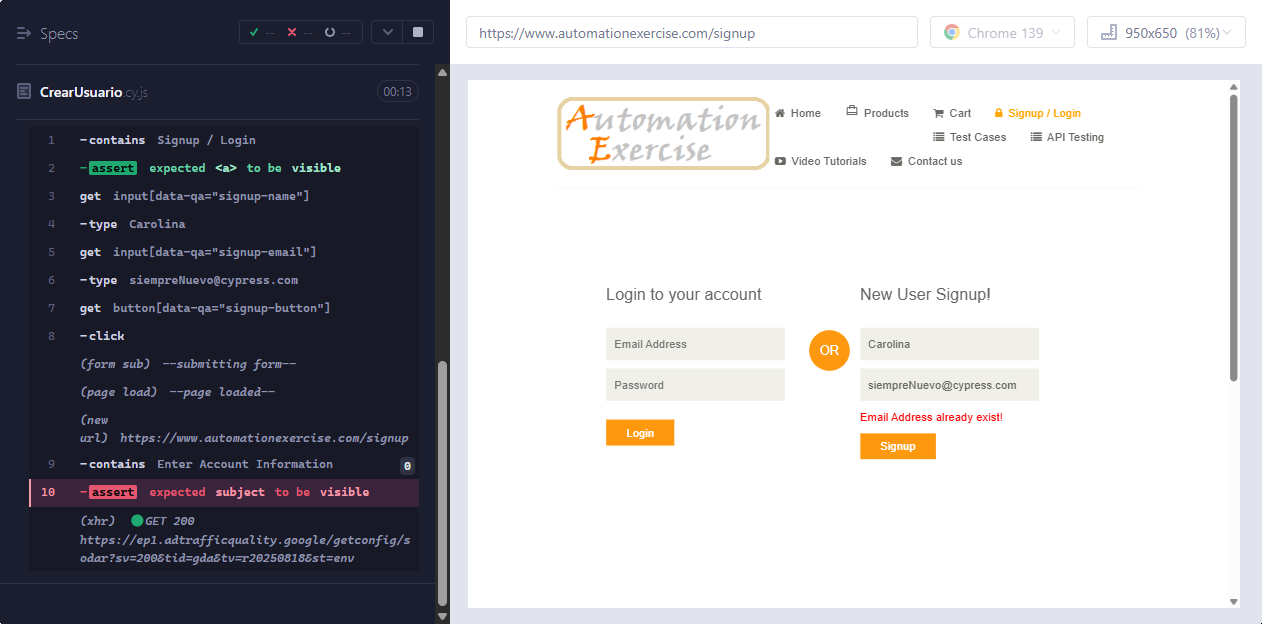 Specs
--
--
--
CrearUsuario.cy.js
00:13
1 -contains Signup / Login
2 -assert expected <a> to be visible
3 get input[data-qa="signup-name"]
4 -type Carolina
5 get input[data-qa="signup-email"]
6 -type siempreNuevo@cypress.com
7 get button[data-qa="signup-button"]
8 -click
(form sub) --submitting form--
(page load) --page loaded--
(new
url) https://www.automationexercise.com/signup
9 -contains Enter Account Information 0
10 -assert expected subject to be visible
(xhr) GET 200
https://ep1.adtrafficquality.google/getconfig/s
odar?sv=200&tid=gda&tv=r20250818&st=env
https://www.automationexercise.com/signup
Chrome 139
950x650 (81%)
Automation
Exercise
Home Products Cart Signup / Login
Test Cases API Testing
Video Tutorials Contact us
Login to your account
Email Address
Password
Login
OR
New User Signup!
Carolina
siempreNuevo@cypress.com
Email Address already exist!
Signup